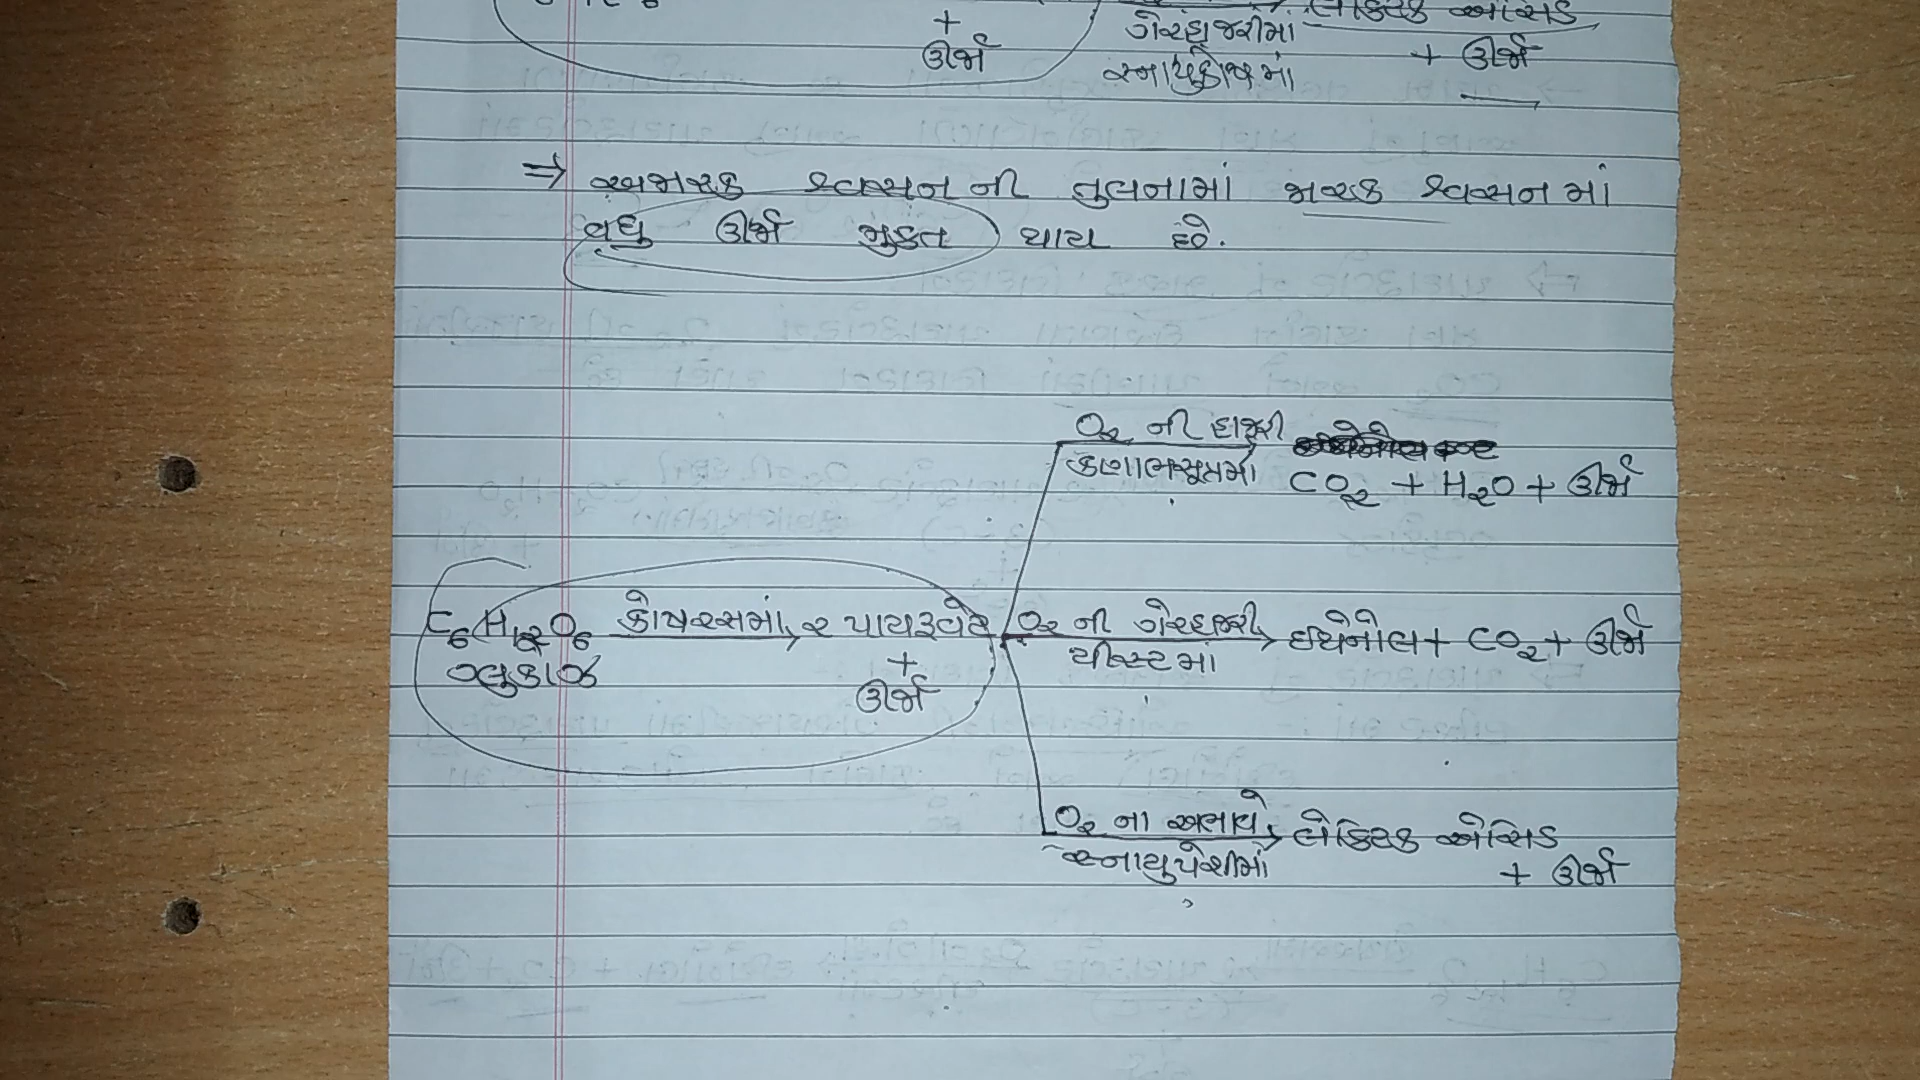 +
ઊર્જા
ગેરહાજરીમાં
સ્નાયુકોષમાં
લેક્ટિક એસિડ
+ ઊર્જા
⇒ અજારક શ્વસન ની તુલનામાં જારક શ્વસનમાં
વધુ ઊર્જા મુક્ત થાય છે.
O₂ ની હાજરી
કણાભસૂત્રમાં
CO₂ + H₂O + ઊર્જા
C₆H₁₂O₆
ગ્લુકોઝ
કોષરસમાં
૨ પાયરૂવેટ
+
ઊર્જા
O₂ ની ગેરહાજરી
યીસ્ટમાં
ઇથેનોલ + CO₂ + ઊર્જા
O₂ ના અભાવે
સ્નાયુપેશીમાં
લેક્ટિક એસિડ
+ ઊર્જા